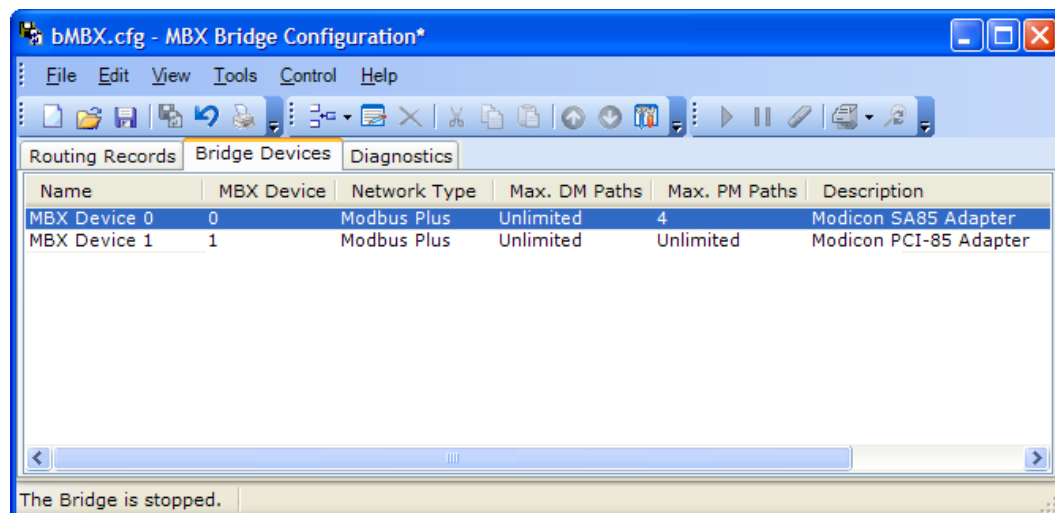 bMBX.cfg - MBX Bridge Configuration*
File Edit View Tools Control Help
Routing Records Bridge Devices Diagnostics
Name MBX Device Network Type Max. DM Paths Max. PM Paths Description
MBX Device 0 0 Modbus Plus Unlimited 4 Modicon SA85 Adapter
MBX Device 1 1 Modbus Plus Unlimited Unlimited Modicon PCI-85 Adapter
The Bridge is stopped.